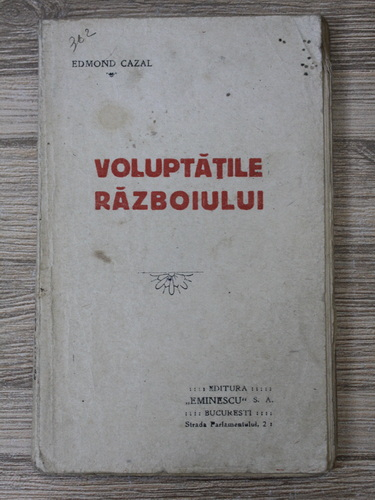 362
EDMOND CAZAL
VOLUPTĂȚILE
RĂZBOIULUI
:::: EDITURA ::::
„EMINESCU“ S. A.
:::: BUCUREȘTI ::::
Strada Parlamentului, 2 :